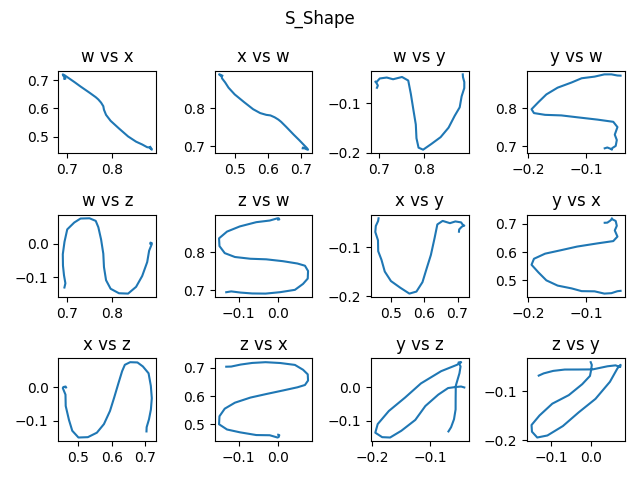 S_Shape
w vs x
x vs w
w vs y
y vs w
0.7
0.6
0.5
0.7 0.8
0.8
0.7
0.5 0.7
−0.1
−0.2
0.7 0.8
0.8
0.7
−0.2 −0.1
w vs z
z vs w
x vs y
y vs x
0.0
−0.1
0.7 0.8
0.8
0.7
−0.1 0.0
−0.1
−0.2
0.5 0.6 0.7
0.7
0.6
0.5
−0.2 −0.1
x vs z
z vs x
y vs z
z vs y
0.0
−0.1
0.5 0.6 0.7
0.7
0.6
0.5
−0.1 0.0
0.0
−0.1
−0.2 −0.1
−0.1
−0.2
−0.1 0.0